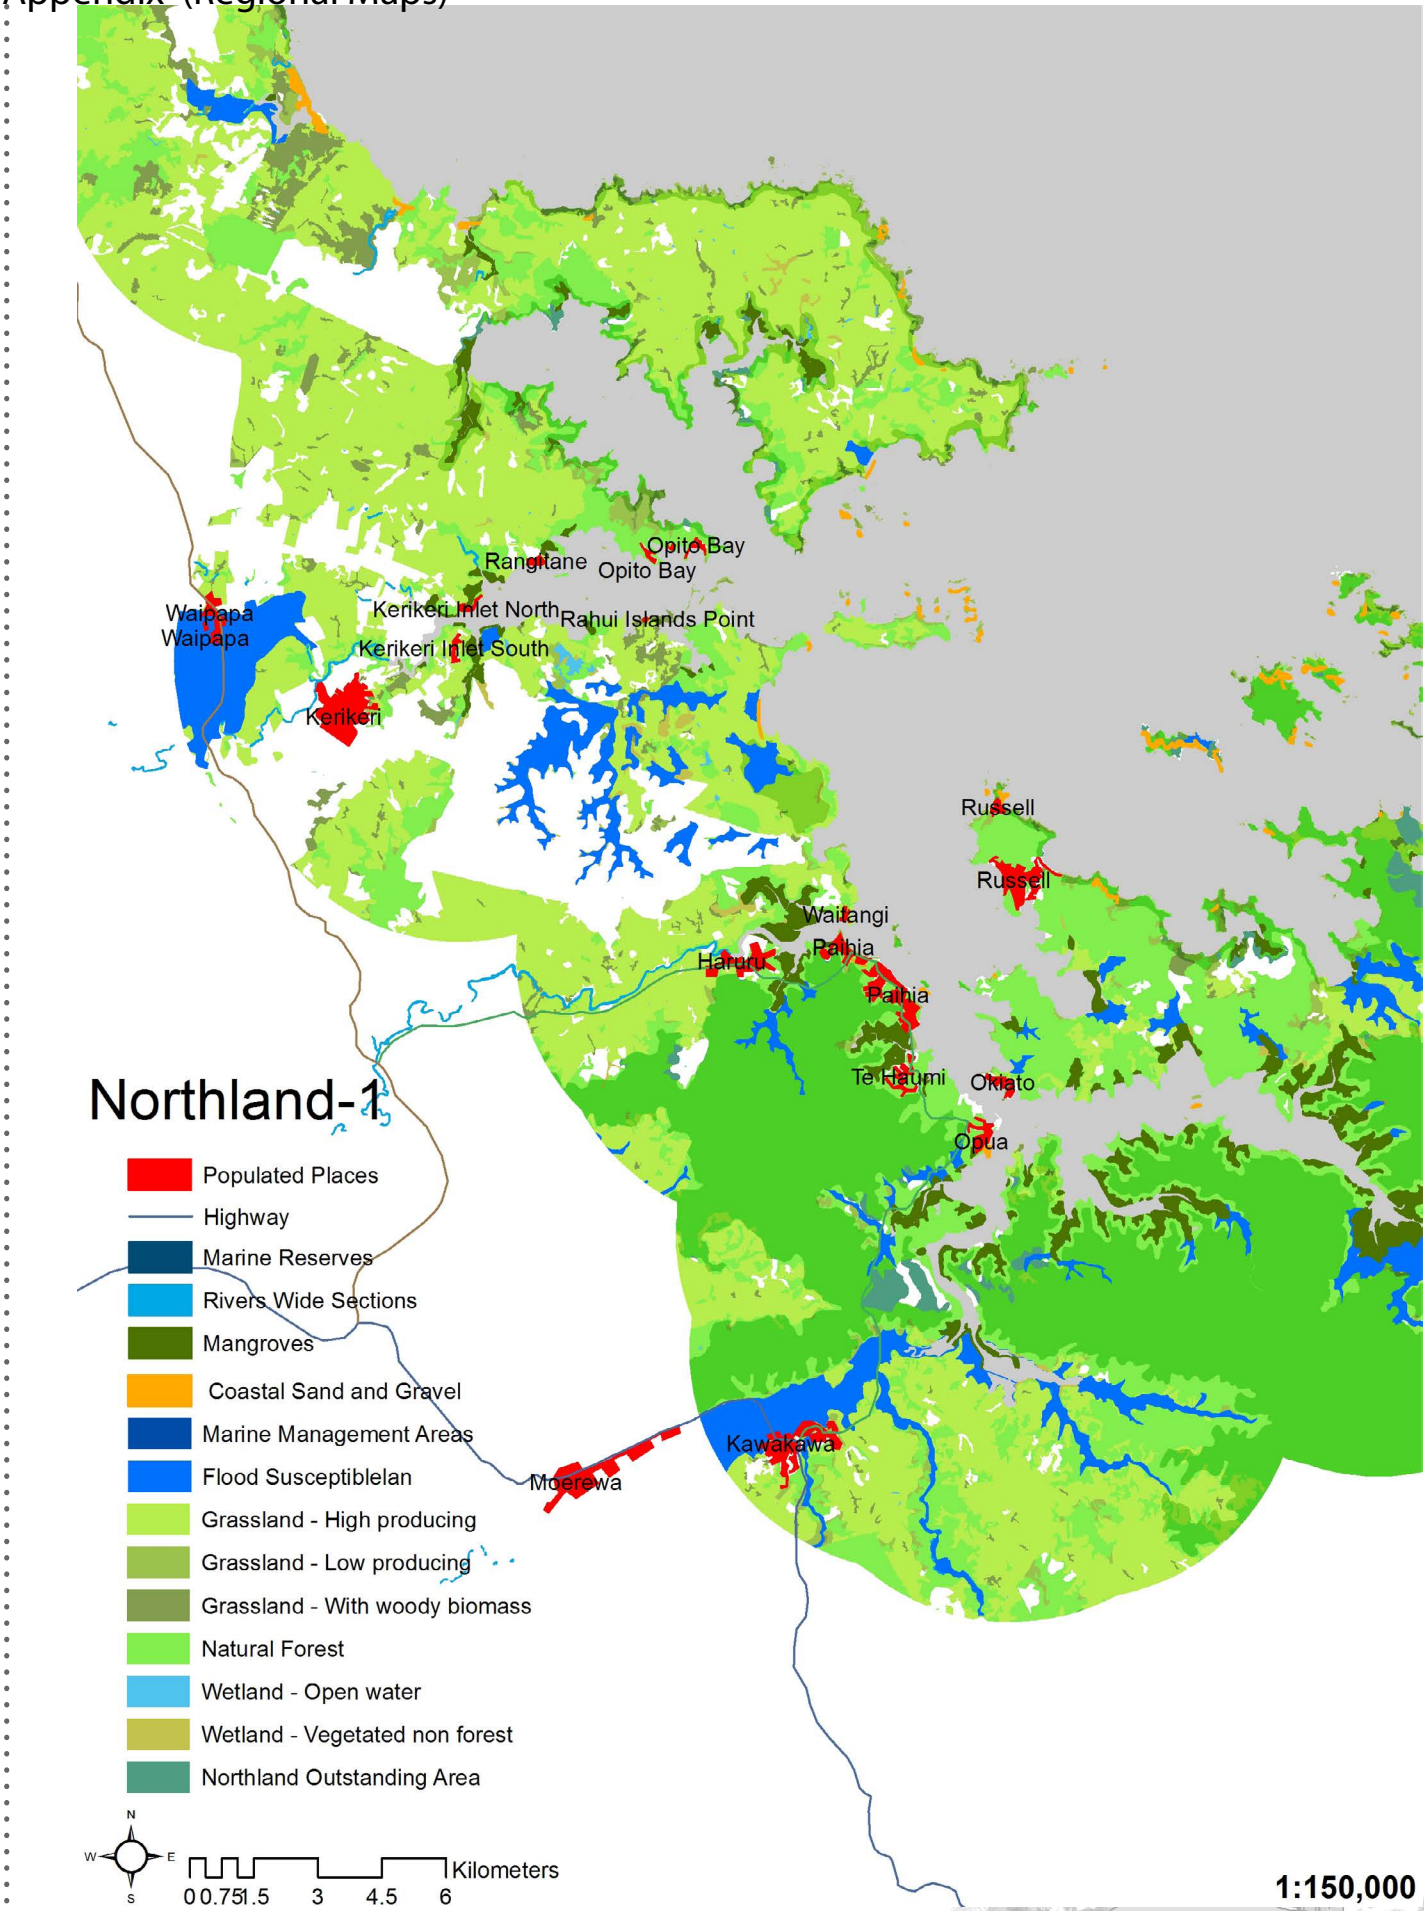 Appendix (Regional Maps)
Opito Bay
Rangitane
Opito Bay
Kerikeri Inlet North
Waipapa
Rahui Islands Point
Waipapa
Kerikeri Inlet South
Kerikeri
Russell
Russell
Waitangi
Paihia
Haruru
Paihia
Te Haumi
Okiato
Northland-1
Opua
Populated Places
Highway
Marine Reserves
Rivers Wide Sections
Mangroves
Coastal Sand and Gravel
Marine Management Areas
Kawakawa
Flood Susceptiblelan
Moerewa
Grassland - High producing
Grassland - Low producing
Grassland - With woody biomass
Natural Forest
Wetland - Open water
Wetland - Vegetated non forest
Northland Outstanding Area
N
W E
S
Kilometers
0 0.75 1.5 3 4.5 6
1:150,000